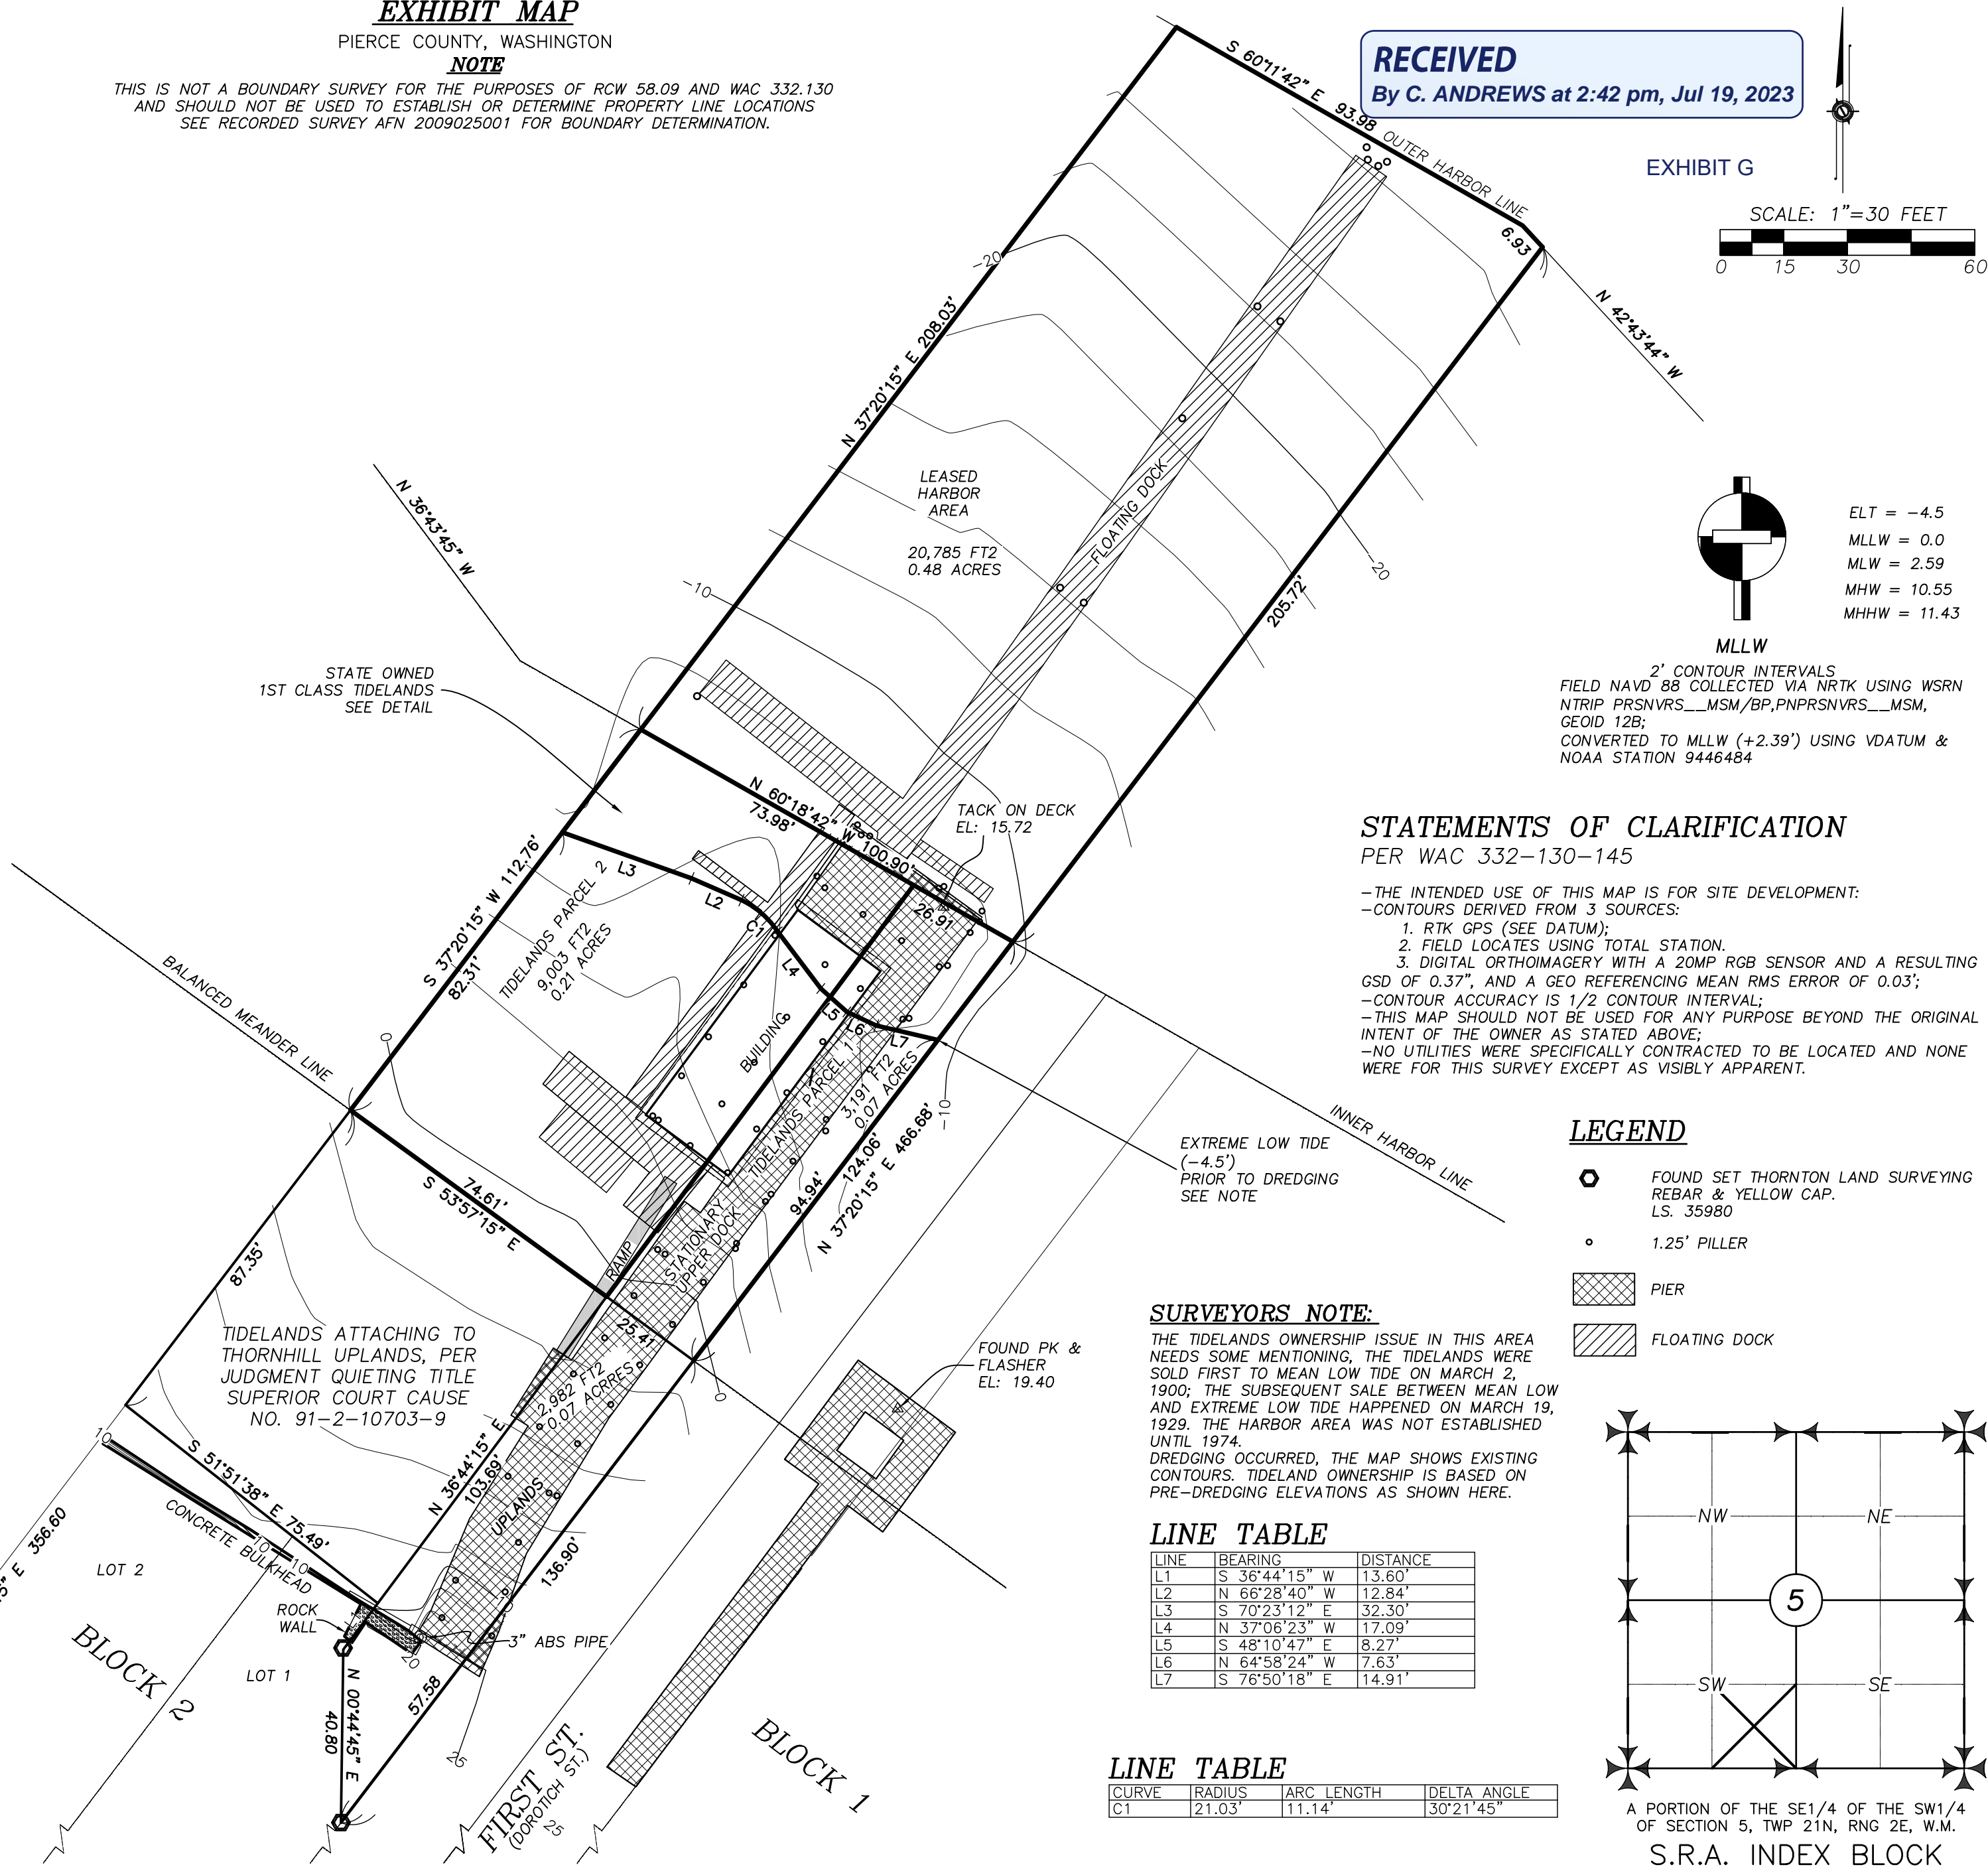 EXHIBIT MAP
PIERCE COUNTY, WASHINGTON
NOTE
THIS IS NOT A BOUNDARY SURVEY FOR THE PURPOSES OF RCW 58.09 AND WAC 332.130
AND SHOULD NOT BE USED TO ESTABLISH OR DETERMINE PROPERTY LINE LOCATIONS
SEE RECORDED SURVEY AFN 2009025001 FOR BOUNDARY DETERMINATION.
RECEIVED
By C. ANDREWS at 2:42 pm, Jul 19, 2023
EXHIBIT G
SCALE: 1"=30 FEET
0 15 30 60
S 60°11'42" E 93.98
OUTER HARBOR LINE
6.93
N 42°43'44" W
-20
N 37°20'15" E 208.03'
N 36°43'45" W
LEASED
HARBOR
AREA
20,785 FT2
0.48 ACRES
FLOATING DOCK
-20
205.72'
-10
STATE OWNED
1ST CLASS TIDELANDS
SEE DETAIL
ELT = -4.5
MLLW = 0.0
MLW = 2.59
MHW = 10.55
MHHW = 11.43
MLLW
2' CONTOUR INTERVALS
FIELD NAVD 88 COLLECTED VIA NRTK USING WSRN
NTRIP PRSNVRS__MSM/BP,PNPRSNVRS__MSM,
GEOID 12B;
CONVERTED TO MLLW (+2.39') USING VDATUM &
NOAA STATION 9446484
N 60°18'42" W 100.90'
73.98'
TACK ON DECK
EL: 15.72
26.91
L3
L2
C1
L4
L5
L6
L7
S 37°20'15" W 112.76'
82.31'
TIDELANDS PARCEL 2
9,003 FT2
0.21 ACRES
BUILDING
TIDELANDS PARCEL 1
3,191 FT2
0.07 ACRES
BALANCED MEANDER LINE
0
-10
INNER HARBOR LINE
EXTREME LOW TIDE
(-4.5')
PRIOR TO DREDGING
SEE NOTE
124.06'
94.94'
N 37°20'15" E 466.68'
74.61'
S 53°57'15" E
STATIONARY
UPPER DOCK
RAMP
87.35'
25.41
0
STATEMENTS OF CLARIFICATION
PER WAC 332-130-145
-THE INTENDED USE OF THIS MAP IS FOR SITE DEVELOPMENT:
-CONTOURS DERIVED FROM 3 SOURCES:
1. RTK GPS (SEE DATUM);
2. FIELD LOCATES USING TOTAL STATION.
3. DIGITAL ORTHOIMAGERY WITH A 20MP RGB SENSOR AND A RESULTING
GSD OF 0.37", AND A GEO REFERENCING MEAN RMS ERROR OF 0.03';
-CONTOUR ACCURACY IS 1/2 CONTOUR INTERVAL;
-THIS MAP SHOULD NOT BE USED FOR ANY PURPOSE BEYOND THE ORIGINAL
INTENT OF THE OWNER AS STATED ABOVE;
-NO UTILITIES WERE SPECIFICALLY CONTRACTED TO BE LOCATED AND NONE
WERE FOR THIS SURVEY EXCEPT AS VISIBLY APPARENT.
LEGEND
FOUND SET THORNTON LAND SURVEYING
REBAR & YELLOW CAP.
LS. 35980
1.25' PILLER
PIER
FLOATING DOCK
TIDELANDS ATTACHING TO
THORNHILL UPLANDS, PER
JUDGMENT QUIETING TITLE
SUPERIOR COURT CAUSE
NO. 91-2-10703-9
2,982 FT2
0.07 ACRRES
UPLANDS
FOUND PK &
FLASHER
EL: 19.40
10
S 51°51'38" E 75.49'
N 36°44'15" E
103.69'
CONCRETE BULKHEAD
10
10
136.90'
E 356.60
LOT 2
ROCK
WALL
3" ABS PIPE
20
LOT 1
BLOCK 2
N 00°44'45" E
40.80
57.58
25
FIRST ST.
(DOROTICH ST.)
25
BLOCK 1
SURVEYORS NOTE:
THE TIDELANDS OWNERSHIP ISSUE IN THIS AREA
NEEDS SOME MENTIONING, THE TIDELANDS WERE
SOLD FIRST TO MEAN LOW TIDE ON MARCH 2,
1900; THE SUBSEQUENT SALE BETWEEN MEAN LOW
AND EXTREME LOW TIDE HAPPENED ON MARCH 19,
1929. THE HARBOR AREA WAS NOT ESTABLISHED
UNTIL 1974.
DREDGING OCCURRED, THE MAP SHOWS EXISTING
CONTOURS. TIDELAND OWNERSHIP IS BASED ON
PRE-DREDGING ELEVATIONS AS SHOWN HERE.
LINE TABLE
LINE BEARING DISTANCE
L1 S 36°44'15" W 13.60'
L2 N 66°28'40" W 12.84'
L3 S 70°23'12" E 32.30'
L4 N 37°06'23" W 17.09'
L5 S 48°10'47" E 8.27'
L6 N 64°58'24" W 7.63'
L7 S 76°50'18" E 14.91'
LINE TABLE
CURVE RADIUS ARC LENGTH DELTA ANGLE
C1 21.03' 11.14' 30°21'45"
NW NE
5
SW SE
A PORTION OF THE SE1/4 OF THE SW1/4
OF SECTION 5, TWP 21N, RNG 2E, W.M.
S.R.A. INDEX BLOCK